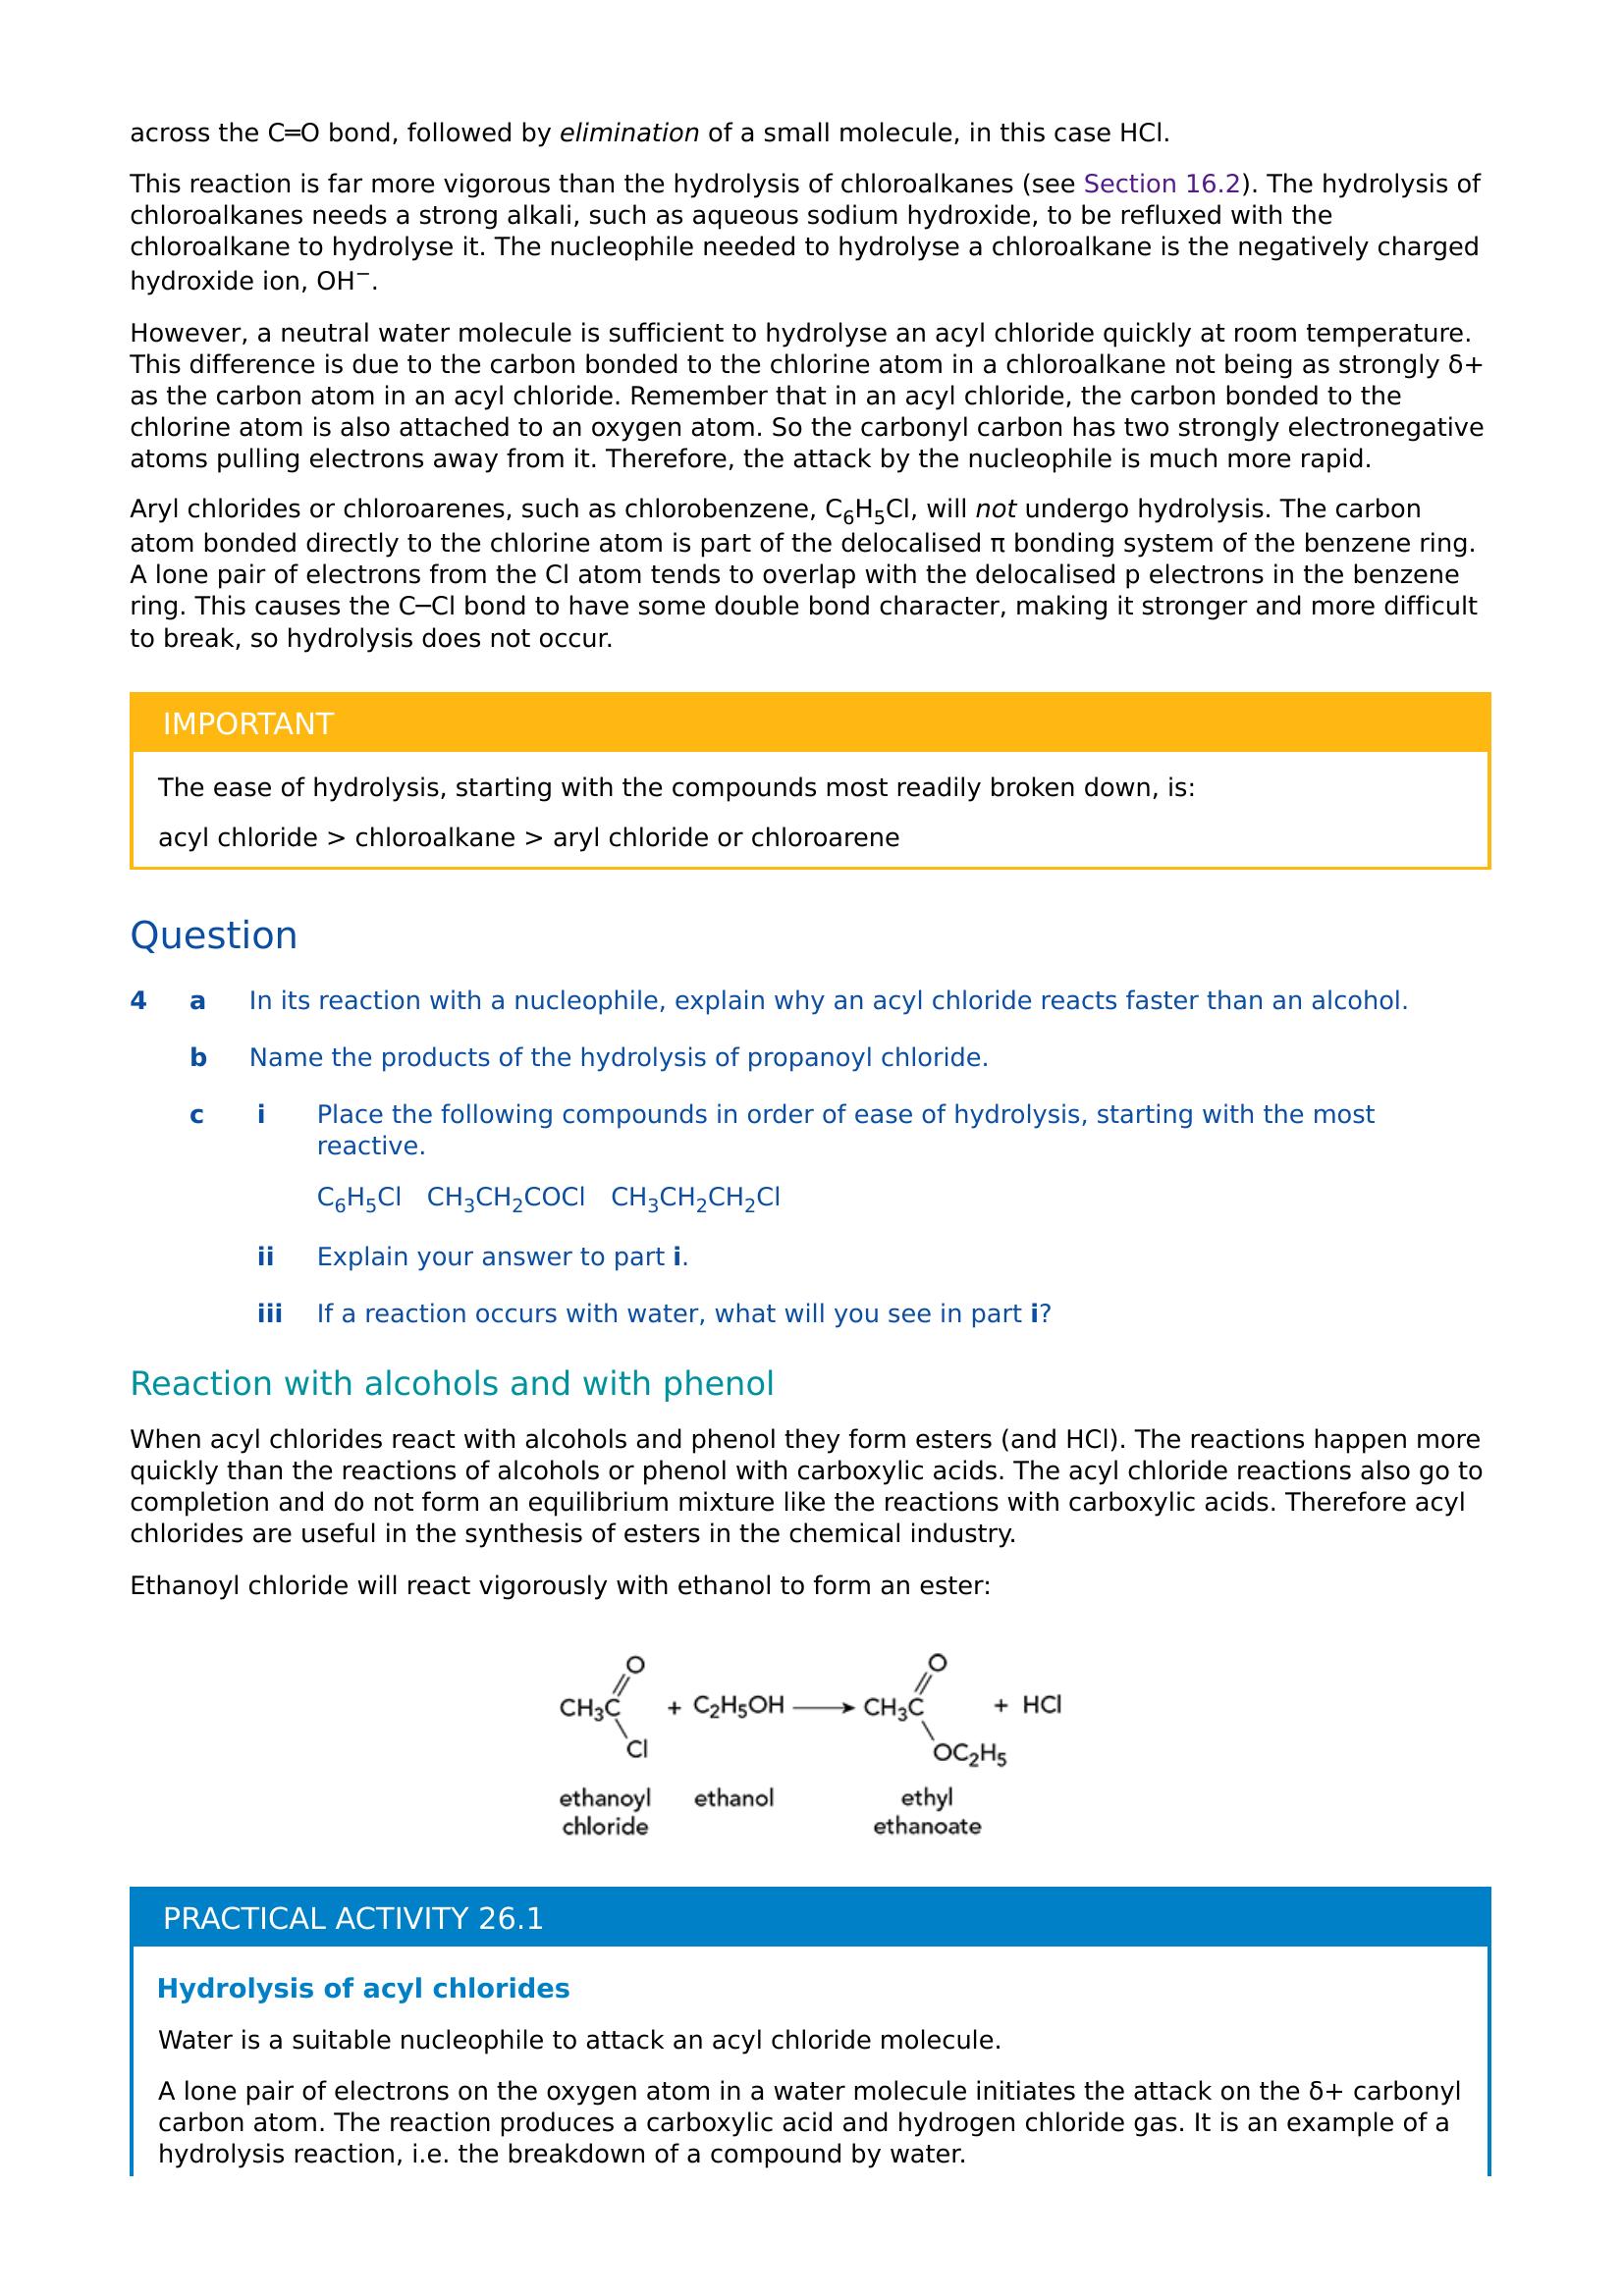 across the C═O bond, followed by elimination of a small molecule, in this case HCl.
This reaction is far more vigorous than the hydrolysis of chloroalkanes (see Section 16.2). The hydrolysis of
chloroalkanes needs a strong alkali, such as aqueous sodium hydroxide, to be refluxed with the
chloroalkane to hydrolyse it. The nucleophile needed to hydrolyse a chloroalkane is the negatively charged
hydroxide ion, OH⁻.
However, a neutral water molecule is sufficient to hydrolyse an acyl chloride quickly at room temperature.
This difference is due to the carbon bonded to the chlorine atom in a chloroalkane not being as strongly δ+
as the carbon atom in an acyl chloride. Remember that in an acyl chloride, the carbon bonded to the
chlorine atom is also attached to an oxygen atom. So the carbonyl carbon has two strongly electronegative
atoms pulling electrons away from it. Therefore, the attack by the nucleophile is much more rapid.
Aryl chlorides or chloroarenes, such as chlorobenzene, C₆H₅Cl, will not undergo hydrolysis. The carbon
atom bonded directly to the chlorine atom is part of the delocalised π bonding system of the benzene ring.
A lone pair of electrons from the Cl atom tends to overlap with the delocalised p electrons in the benzene
ring. This causes the C─Cl bond to have some double bond character, making it stronger and more difficult
to break, so hydrolysis does not occur.
IMPORTANT
The ease of hydrolysis, starting with the compounds most readily broken down, is:
acyl chloride > chloroalkane > aryl chloride or chloroarene
Question
4 a In its reaction with a nucleophile, explain why an acyl chloride reacts faster than an alcohol.
b Name the products of the hydrolysis of propanoyl chloride.
c i Place the following compounds in order of ease of hydrolysis, starting with the most
reactive.
C₆H₅Cl CH₃CH₂COCl CH₃CH₂CH₂Cl
ii Explain your answer to part i.
iii If a reaction occurs with water, what will you see in part i?
Reaction with alcohols and with phenol
When acyl chlorides react with alcohols and phenol they form esters (and HCl). The reactions happen more
quickly than the reactions of alcohols or phenol with carboxylic acids. The acyl chloride reactions also go to
completion and do not form an equilibrium mixture like the reactions with carboxylic acids. Therefore acyl
chlorides are useful in the synthesis of esters in the chemical industry.
Ethanoyl chloride will react vigorously with ethanol to form an ester:
O O
CH₃C + C₂H₅OH ⟶ CH₃C + HCl
Cl OC₂H₅
ethanoyl ethanol ethyl
chloride ethanoate
PRACTICAL ACTIVITY 26.1
Hydrolysis of acyl chlorides
Water is a suitable nucleophile to attack an acyl chloride molecule.
A lone pair of electrons on the oxygen atom in a water molecule initiates the attack on the δ+ carbonyl
carbon atom. The reaction produces a carboxylic acid and hydrogen chloride gas. It is an example of a
hydrolysis reaction, i.e. the breakdown of a compound by water.